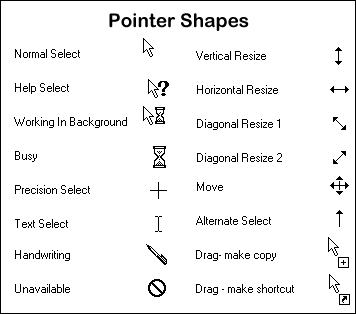 Pointer Shapes
Normal Select
Help Select
Working In Background
Busy
Precision Select
Text Select
Handwriting
Unavailable
Vertical Resize
Horizontal Resize
Diagonal Resize 1
Diagonal Resize 2
Move
Alternate Select
Drag- make copy
Drag - make shortcut